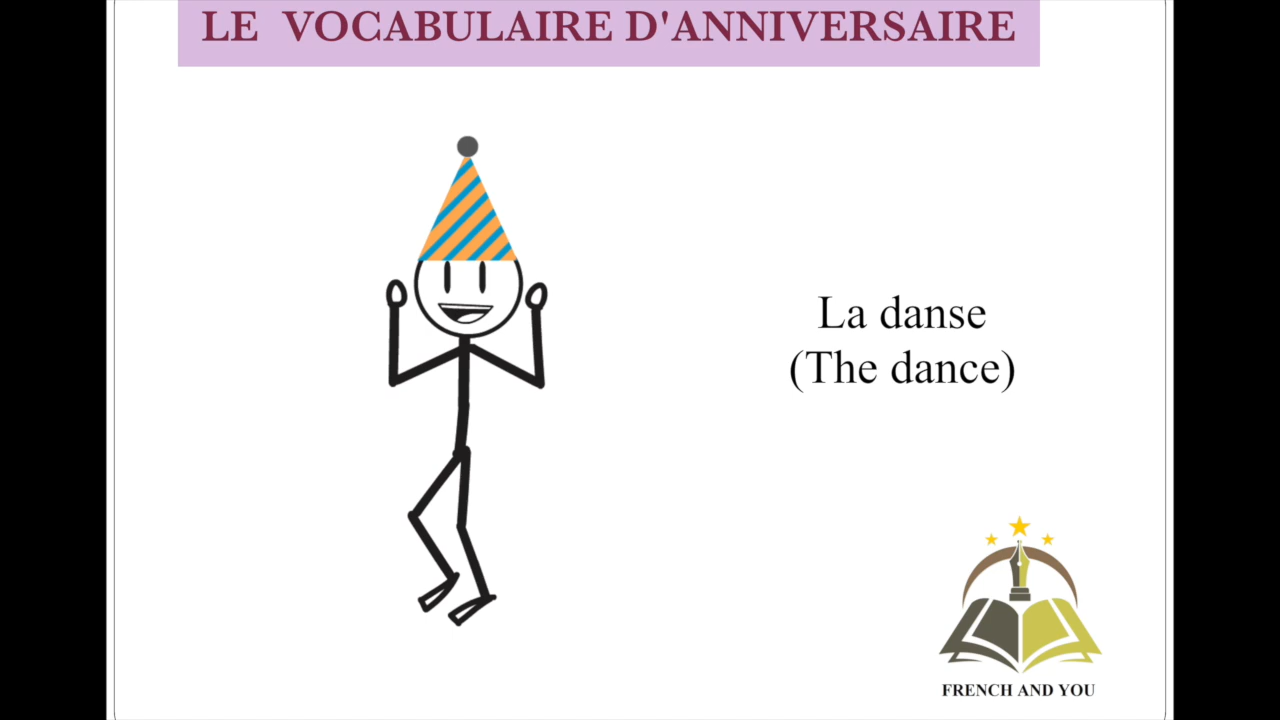 LE VOCABULAIRE D'ANNIVERSAIRE
La danse
(The dance)
FRENCH AND YOU